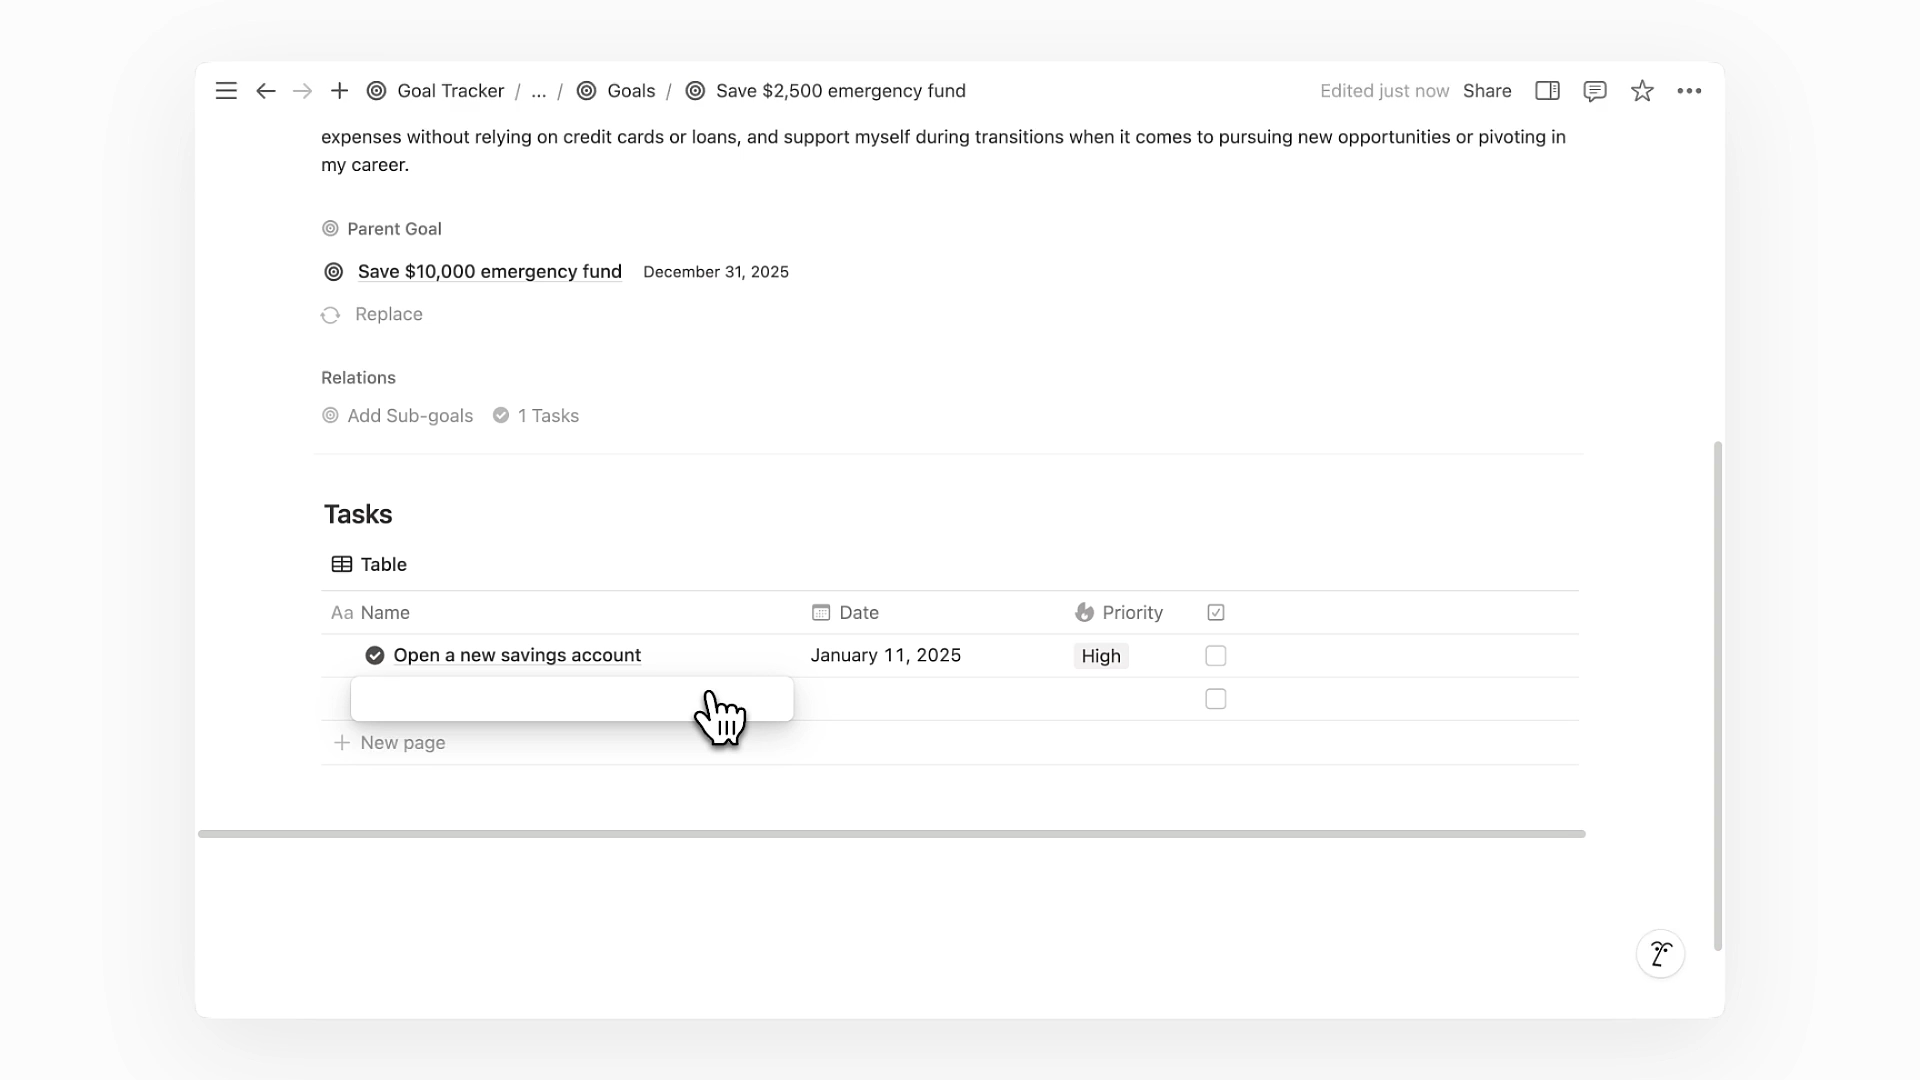 Goal Tracker / ... / Goals / Save $2,500 emergency fund
Edited just now Share
expenses without relying on credit cards or loans, and support myself during transitions when it comes to pursuing new opportunities or pivoting in
my career.
Parent Goal
Save $10,000 emergency fund December 31, 2025
Replace
Relations
Add Sub-goals 1 Tasks
Tasks
Table
Aa Name Date Priority
Open a new savings account January 11, 2025 High
New page